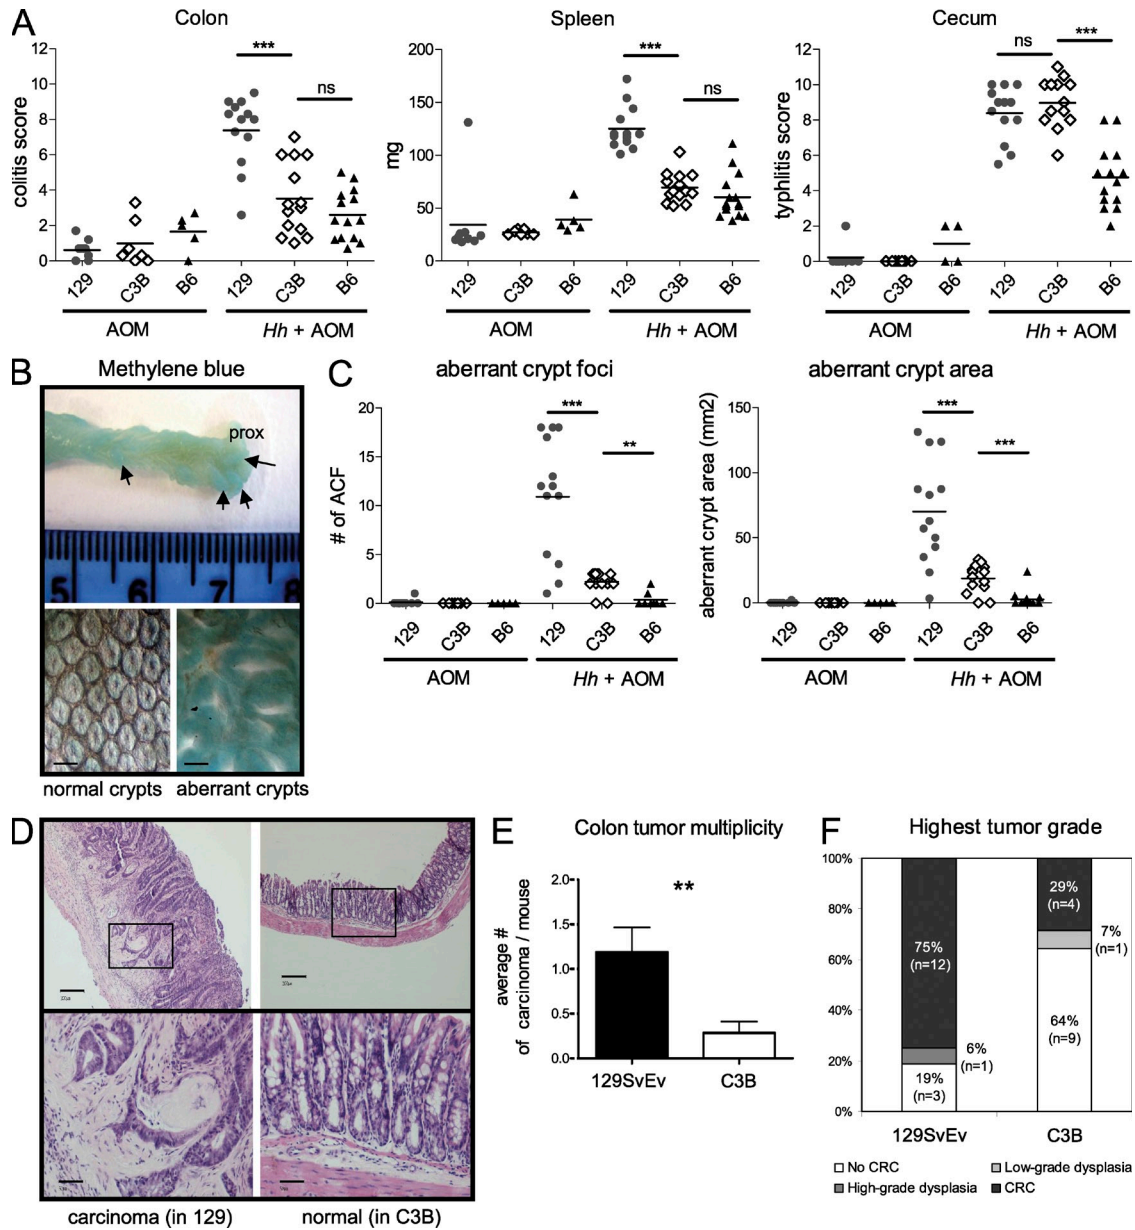 A
Colon
Spleen
Cecum
colitis score
12
10
8
6
4
2
0
***
ns
129
C3B
B6
129
C3B
B6
AOM
Hh + AOM
mg
200
150
100
50
0
***
ns
129
C3B
B6
129
C3B
B6
AOM
Hh + AOM
typhlitis score
12
10
8
6
4
2
0
ns
***
129
C3B
B6
129
C3B
B6
AOM
Hh + AOM
B
Methylene blue
prox
5
6
7
8
normal crypts
aberrant crypts
C
aberrant crypt foci
aberrant crypt area
# of ACF
20
15
10
5
0
***
**
129
C3B
B6
129
C3B
B6
AOM
Hh + AOM
aberrant crypt area (mm2)
150
100
50
0
***
***
129
C3B
B6
129
C3B
B6
AOM
Hh + AOM
D
carcinoma (in 129)
normal (in C3B)
E
Colon tumor multiplicity
average #
of carcinoma / mouse
2.0
1.5
1.0
0.5
0.0
**
129SvEv
C3B
F
Highest tumor grade
100%
80%
60%
40%
20%
0%
75%
(n=12)
6%
(n=1)
19%
(n=3)
29%
(n=4)
7%
(n=1)
64%
(n=9)
129SvEv
C3B
No CRC
Low-grade dysplasia
High-grade dysplasia
CRC